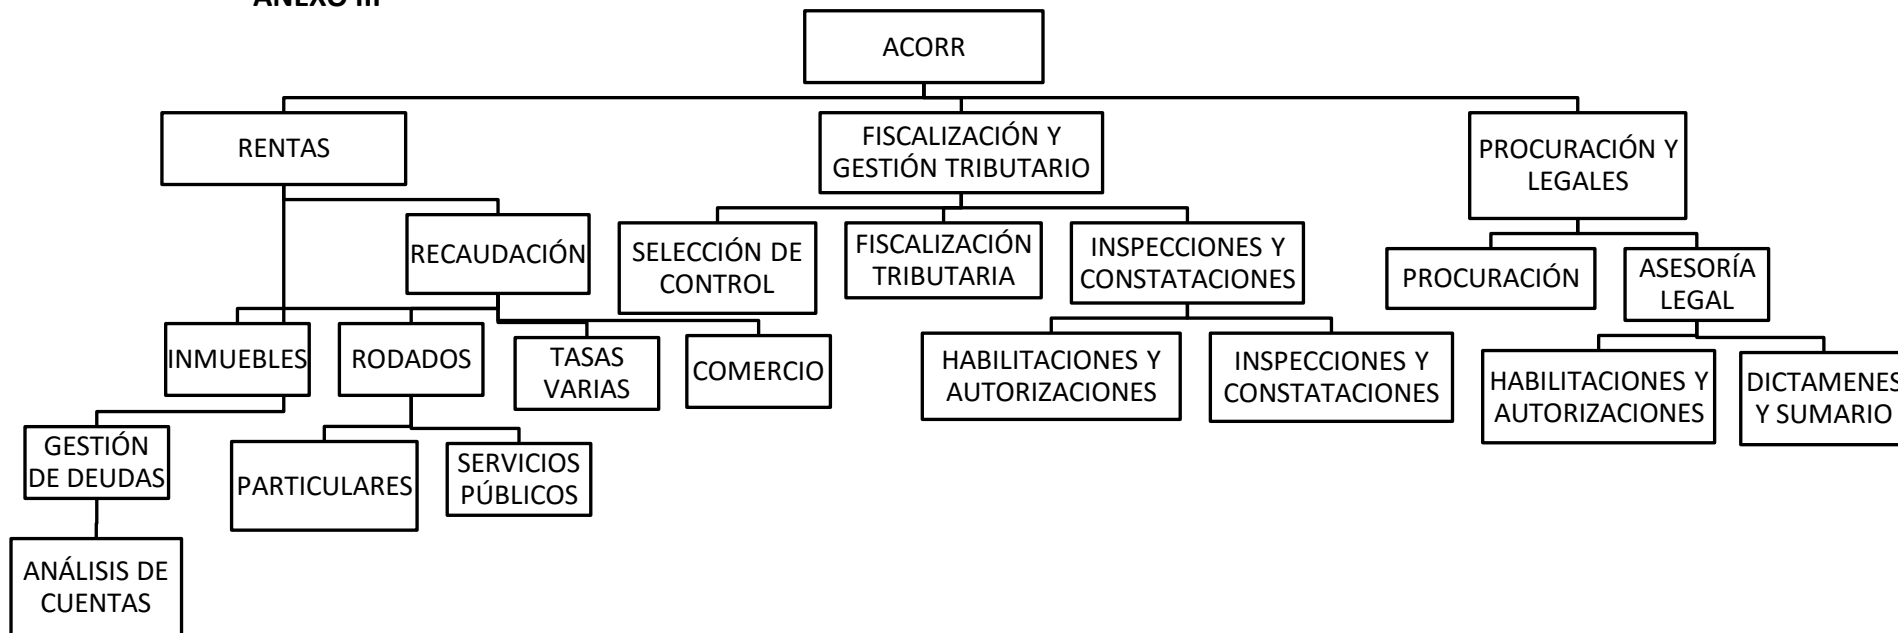 ANEXO III
ACORR
RENTAS
FISCALIZACIÓN Y
GESTIÓN TRIBUTARIO
PROCURACIÓN Y
LEGALES
RECAUDACIÓN
SELECCIÓN DE
CONTROL
FISCALIZACIÓN
TRIBUTARIA
INSPECCIONES Y
CONSTATACIONES
PROCURACIÓN
ASESORÍA
LEGAL
INMUEBLES
RODADOS
TASAS
VARIAS
COMERCIO
HABILITACIONES Y
AUTORIZACIONES
INSPECCIONES Y
CONSTATACIONES
HABILITACIONES Y
AUTORIZACIONES
DICTAMENES
Y SUMARIO
GESTIÓN
DE DEUDAS
PARTICULARES
SERVICIOS
PÚBLICOS
ANÁLISIS DE
CUENTAS